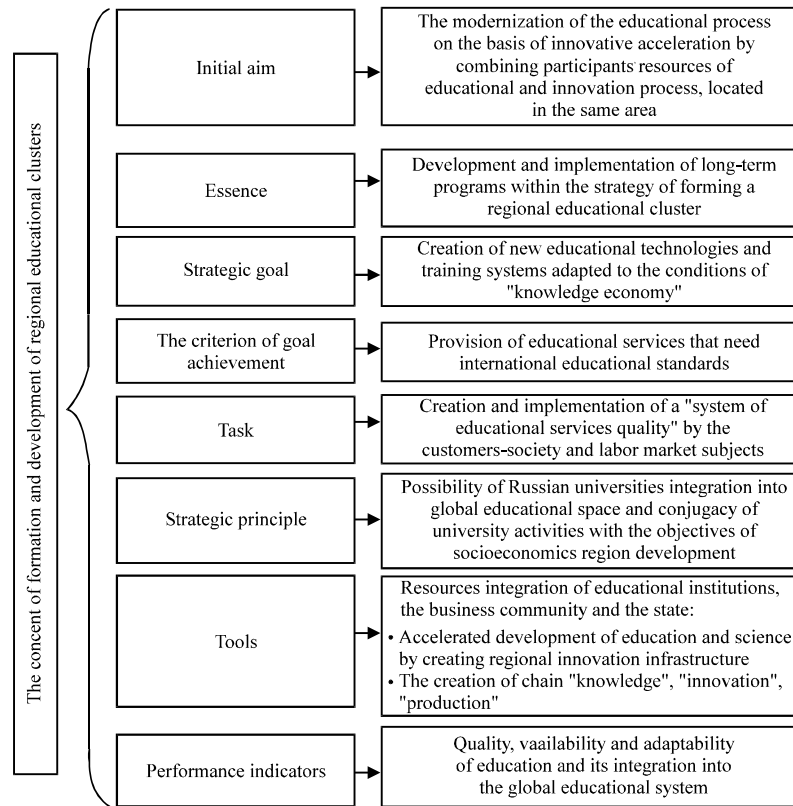 The concent of formation and development of regional educational clusters
Initial aim
The modernization of the educational process
on the basis of innovative acceleration by
combining participants resources of
educational and innovation process, located
in the same area
Essence
Development and implementation of long-term
programs within the strategy of forming a
regional educational cluster
Strategic goal
Creation of new educational technologies and
training systems adapted to the conditions of
"knowledge economy"
The criterion of goal
achievement
Provision of educational services that need
international educational standards
Task
Creation and implementation of a "system of
educational services quality" by the
customers-society and labor market subjects
Strategic principle
Possibility of Russian universities integration into
global educational space and conjugacy of
university activities with the objectives of
socioeconomics region development
Tools
Resources integration of educational institutions,
the business community and the state:
• Accelerated development of education and science
by creating regional innovation infrastructure
• The creation of chain "knowledge", "innovation",
"production"
Performance indicators
Quality, vaailability and adaptability
of education and its integration into
the global educational system